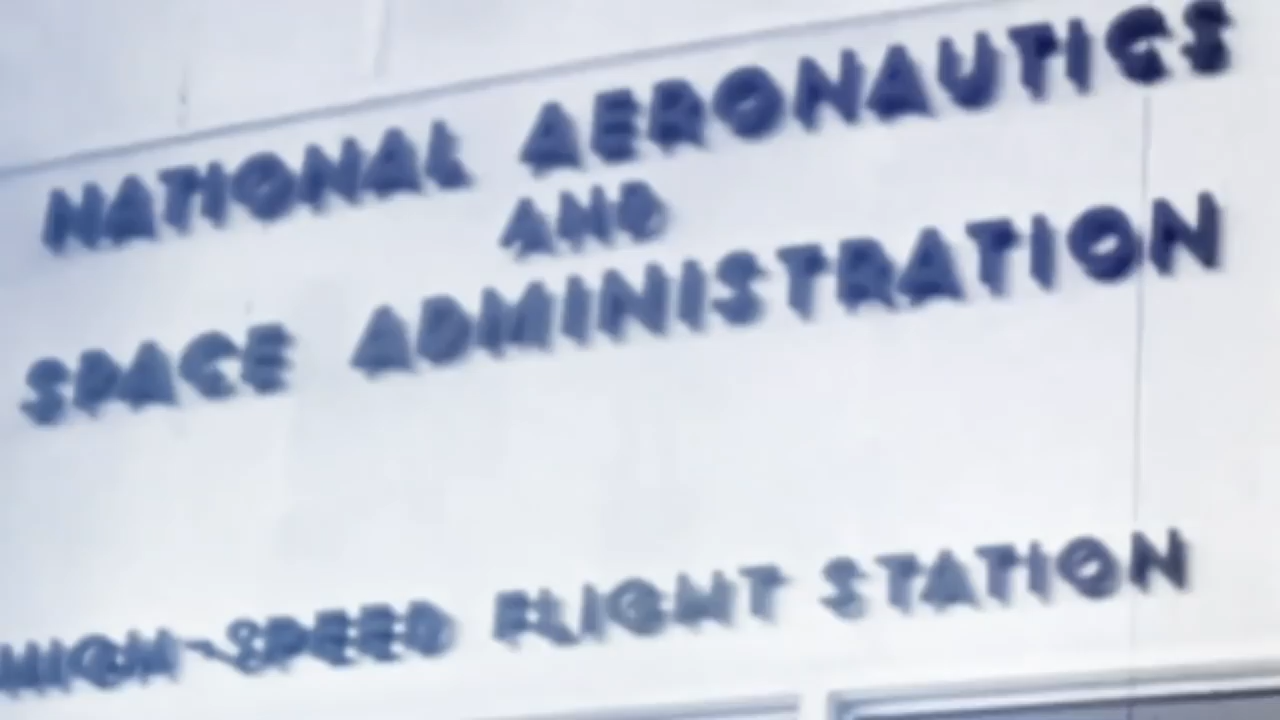 NATIONAL AERONAUTICS
AND
SPACE ADMINISTRATION
HIGH-SPEED FLIGHT STATION